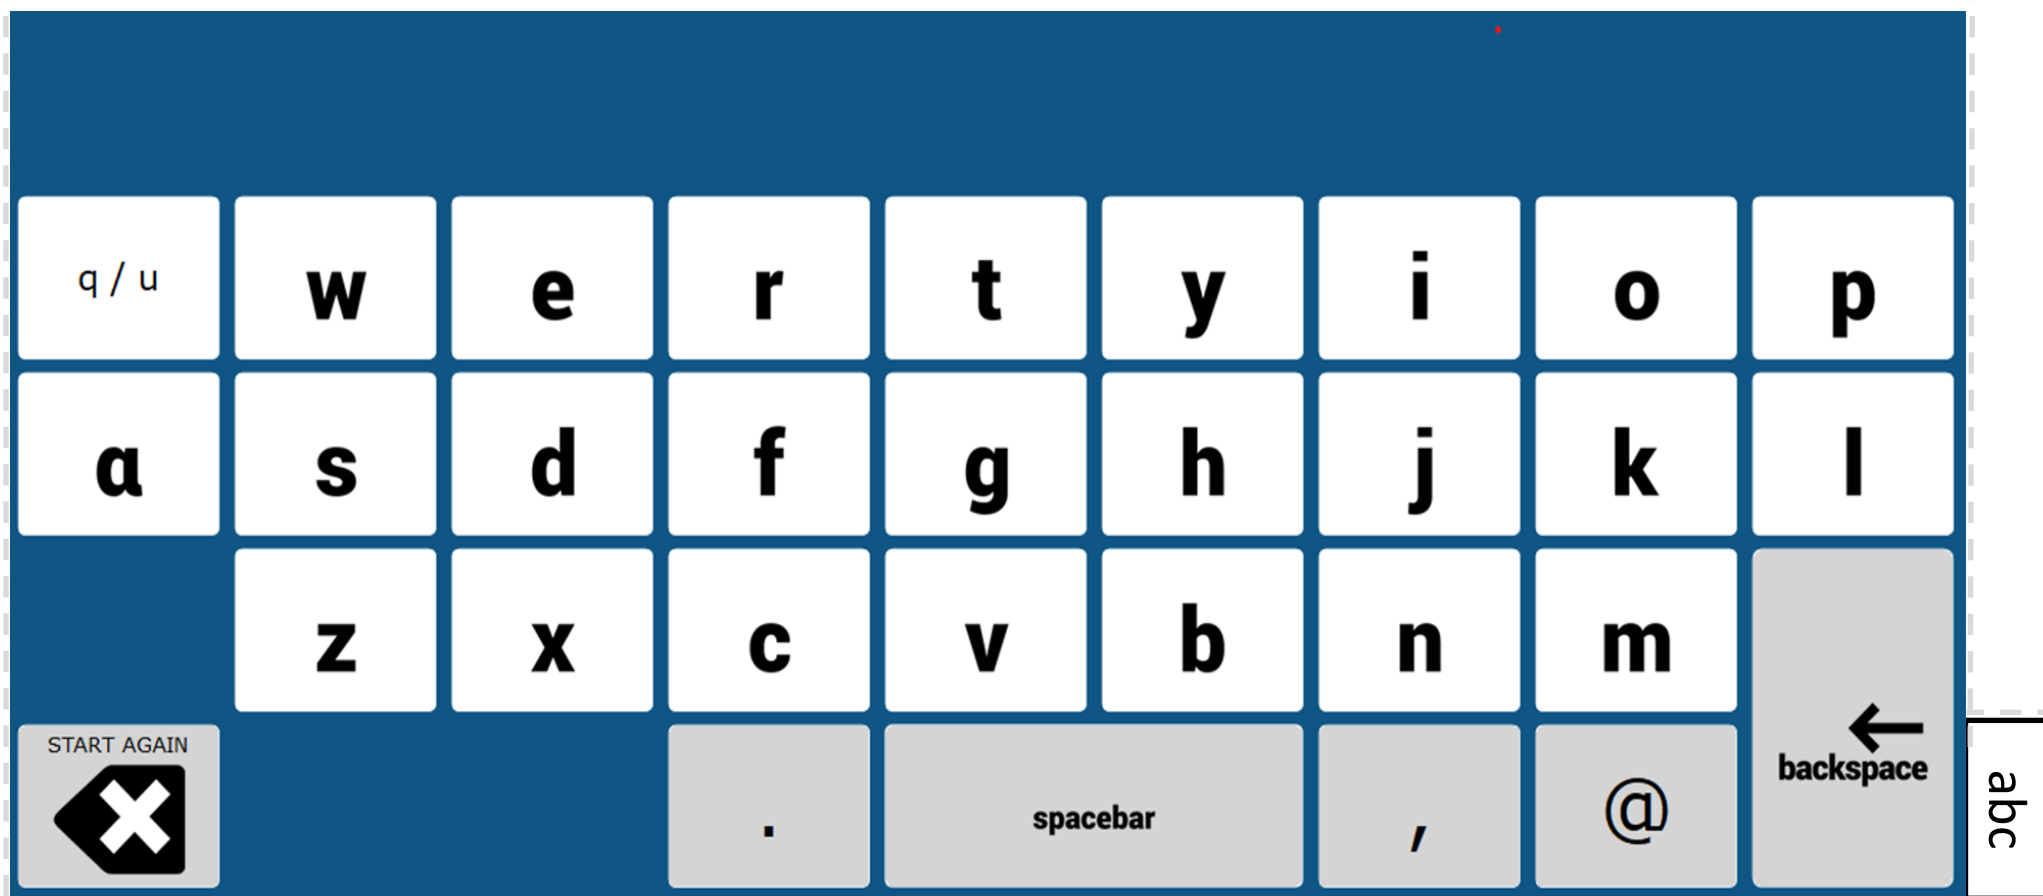 q / u w e r t y i o p
a s d f g h j k l
z x c v b n m
START AGAIN . spacebar , @ backspace
abc